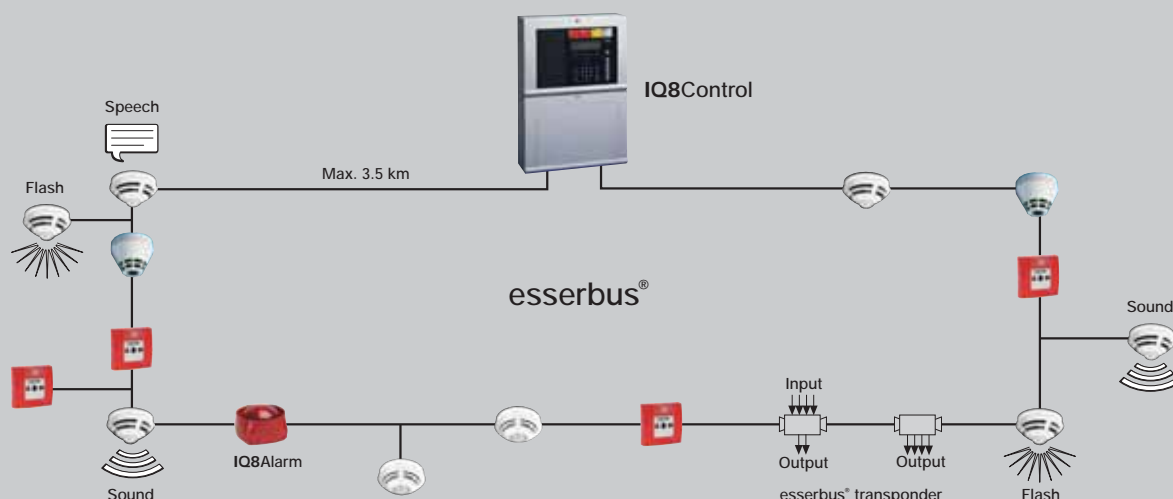 IQ8Control
Speech
Max. 3.5 km
Flash
esserbus®
Sound
Input
IQ8Alarm
Output
Output
Sound
esserbus® transponder
Flash